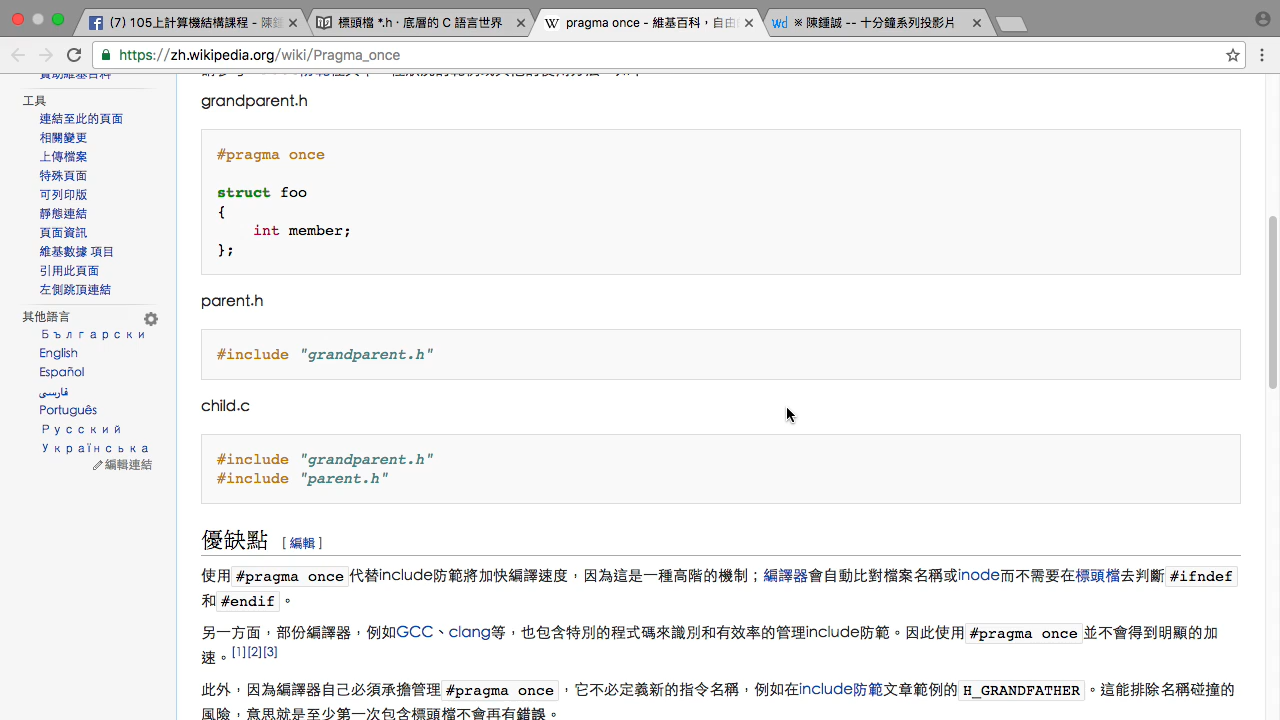 (7) 105上計算機結構課程 - 陳鍾
標頭檔 *.h · 底層的 C 語言世界
pragma once - 維基百科，自由
Wd ※ 陳鍾誠 -- 十分鐘系列投影片
https://zh.wikipedia.org/wiki/Pragma_once
贊助維基百科
工具
連結至此的頁面
相關變更
上傳檔案
特殊頁面
可列印版
靜態連結
頁面資訊
維基數據 項目
引用此頁面
左側跳頂連結
其他語言
Български
English
Español
فارسی
Português
Русский
Українська
編輯連結
grandparent.h
#pragma once
struct foo
{
int member;
};
parent.h
#include "grandparent.h"
child.c
#include "grandparent.h"
#include "parent.h"
優缺點 [ 編輯 ]
使用 #pragma once 代替include防範將加快編譯速度，因為這是一種高階的機制；編譯器會自動比對檔案名稱或inode而不需要在標頭檔去判斷 #ifndef
和 #endif 。
另一方面，部份編譯器，例如GCC、clang等，也包含特別的程式碼來識別和有效率的管理include防範。因此使用 #pragma once 並不會得到明顯的加
速。[1][2][3]
此外，因為編譯器自己必須承擔管理 #pragma once ，它不必定義新的指令名稱，例如在include防範文章範例的 H_GRANDFATHER 。這能排除名稱碰撞的
風險，意思就是至少第一次包含標頭檔不會再有錯誤。